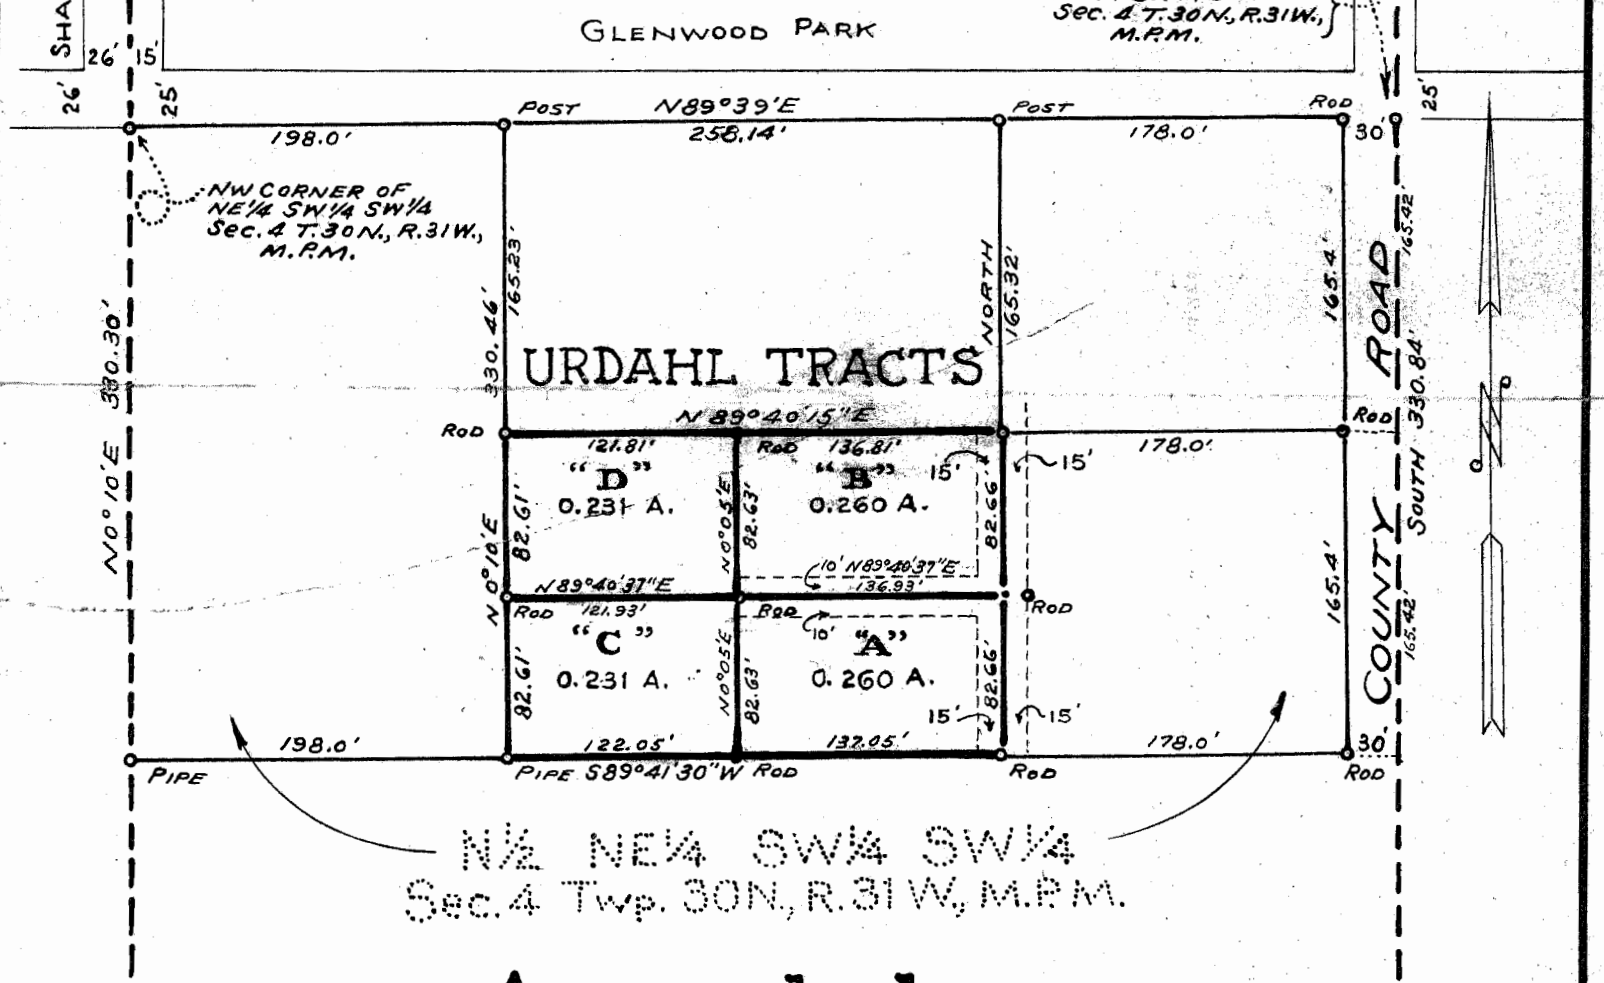 SHA
26' 15'
GLENWOOD PARK
Sec. 4 T.30N., R.31W.,
M.P.M.
26'
25'
25'
POST N89°39'E POST ROD
198.0' 258.14' 178.0' 30'
NW CORNER OF
NE¼ SW¼ SW¼
Sec. 4 T.30N., R.31W.,
M.P.M.
N0°10'E 330.30'
330.46'
165.23'
NORTH
165.32'
165.4'
COUNTY ROAD
165.42'
SOUTH 330.84'
URDAHL TRACTS
N 89°40'15"E
ROD 121.81' ROD 136.81' 178.0' ROD
"D"
0.231 A.
"B"
0.260 A.
15' 15'
N 0°10'E
82.61'
N0°05'E
82.63'
82.66'
10' N89°40'37"E
136.93'
N89°40'37"E
ROD 121.93' ROD ROD
10'
"C"
0.231 A.
"A"
0.260 A.
82.61'
N0°05'E
82.63'
82.66'
165.4'
165.42'
15' 15'
198.0' 122.05' 137.05' 178.0' 30'
PIPE PIPE S89°41'30"W ROD ROD ROD
N½ NE¼ SW¼ SW¼
Sec. 4 Twp. 30N., R.31W., M.P.M.